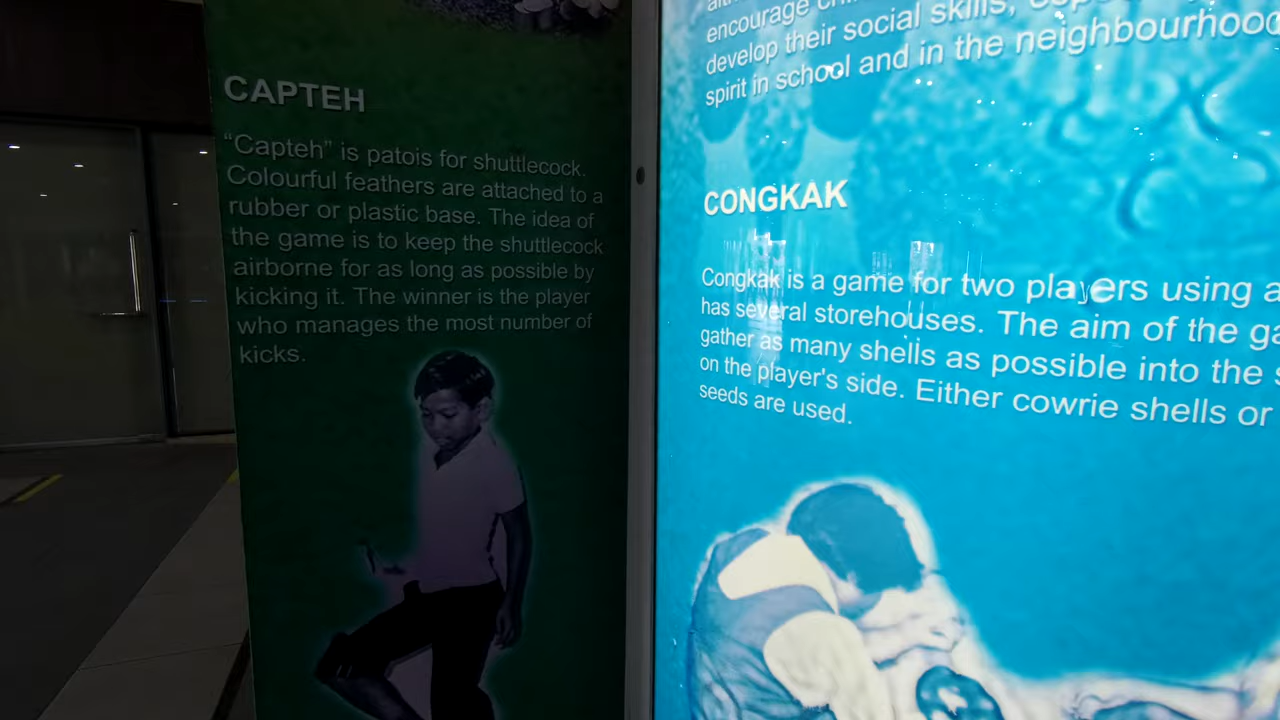 CAPTEH
"Capteh" is patois for shuttlecock.
Colourful feathers are attached to a
rubber or plastic base. The idea of
the game is to keep the shuttlecock
airborne for as long as possible by
kicking it. The winner is the player
who manages the most number of
kicks.
encourage
develop their social skills,
spirit in school and in the neighbourhood
CONGKAK
Congkak is a game for two players using a
has several storehouses. The aim of the
gather as many shells as possible into the
on the player's side. Either cowrie shells or
seeds are used.